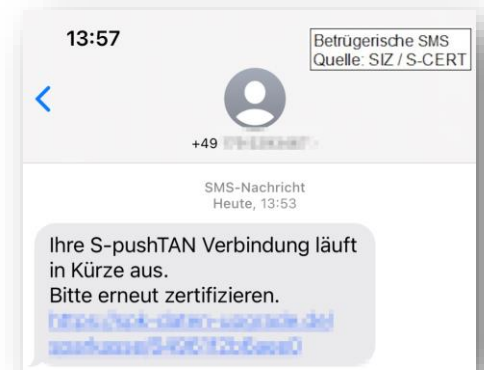 13:57
Betrügerische SMS
Quelle: SIZ / S-CERT
+49
SMS-Nachricht
Heute, 13:53
Ihre S-pushTAN Verbindung läuft
in Kürze aus.
Bitte erneut zertifizieren.